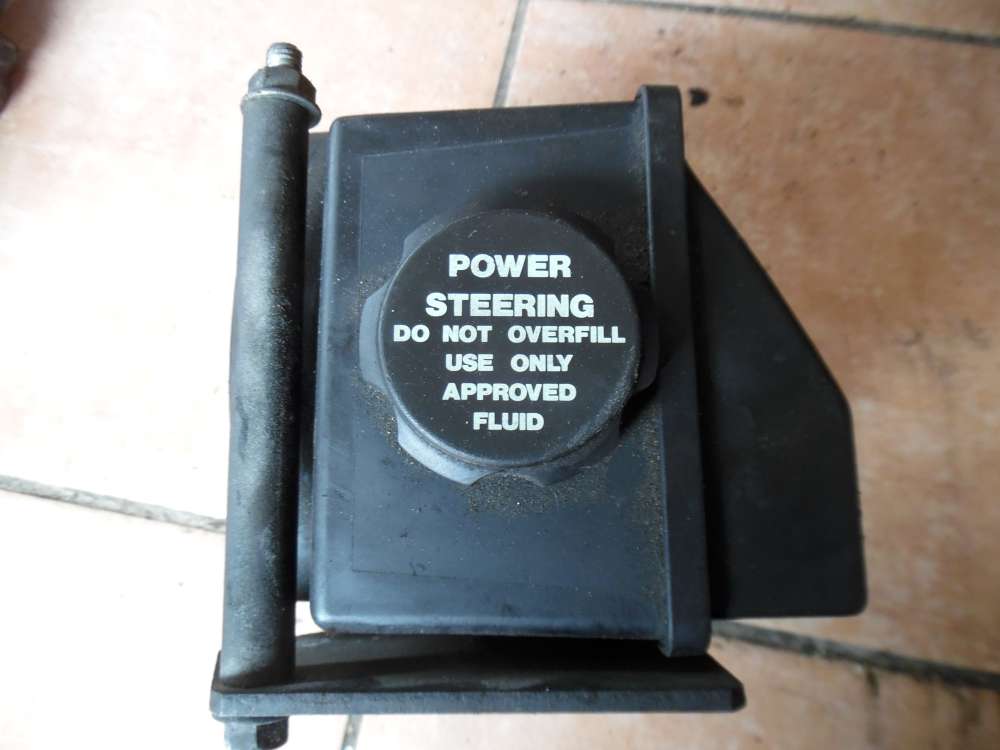 POWER
STEERING
DO NOT OVERFILL
USE ONLY
APPROVED
FLUID